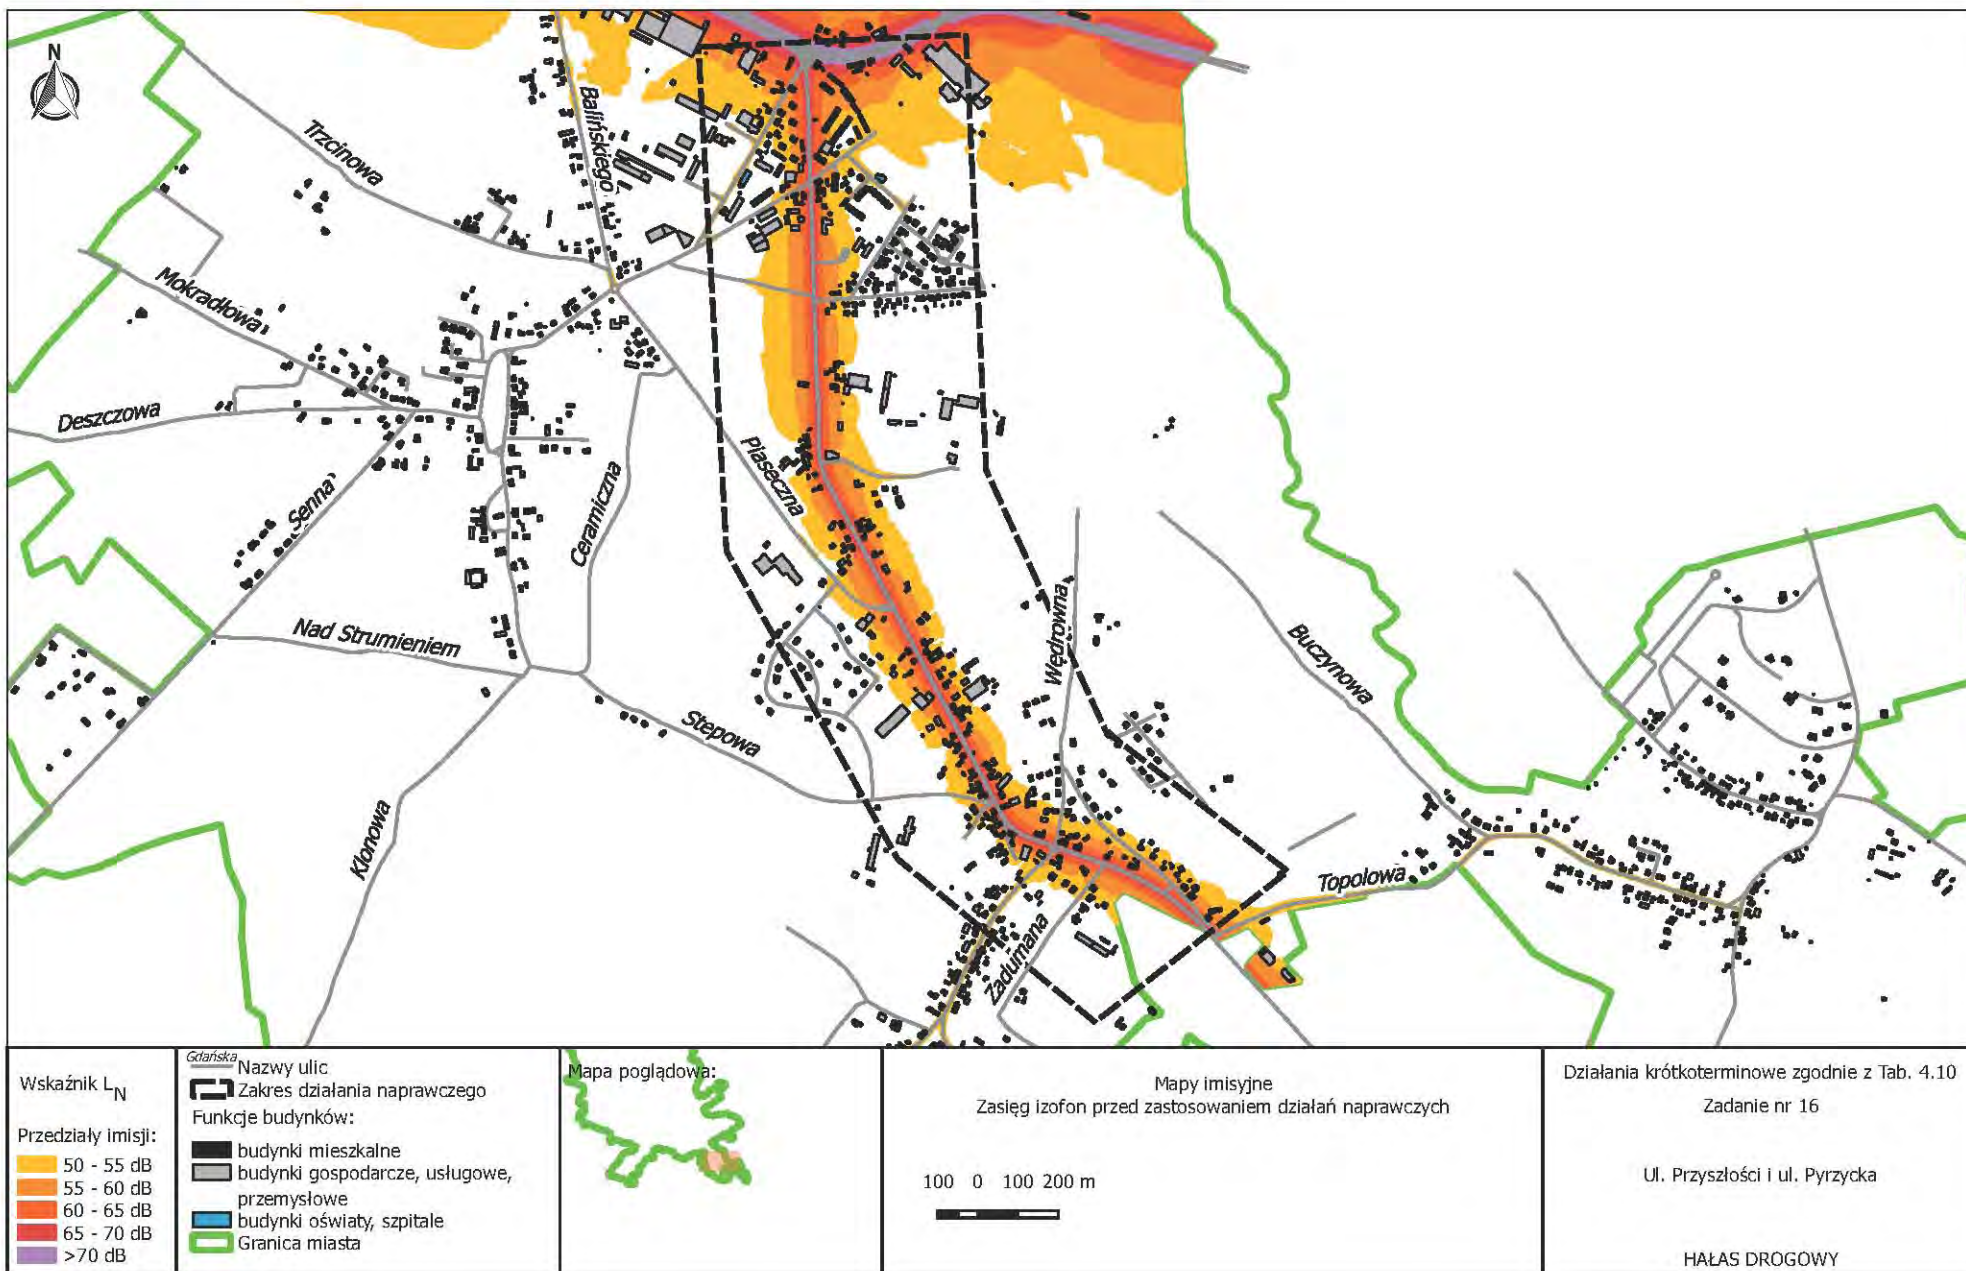 N
Trzcinowa
Balińskiego
Mokradłowa
Deszczowa
Senna
Ceramiczna
Piaseczna
Nad Strumieniem
Stepowa
Klonowa
Wędrowna
Buczynowa
Topolowa
Zadumana
Wskaźnik LN
Przedziały imisji:
50 - 55 dB
55 - 60 dB
60 - 65 dB
65 - 70 dB
>70 dB
Gdańska
Nazwy ulic
Zakres działania naprawczego
Funkcje budynków:
budynki mieszkalne
budynki gospodarcze, usługowe,
przemysłowe
budynki oświaty, szpitale
Granica miasta
Mapa poglądowa:
Mapy imisyjne
Zasięg izofon przed zastosowaniem działań naprawczych
100 0 100 200 m
Działania krótkoterminowe zgodnie z Tab. 4.10
Zadanie nr 16
Ul. Przyszłości i ul. Pyrzycka
HAŁAS DROGOWY